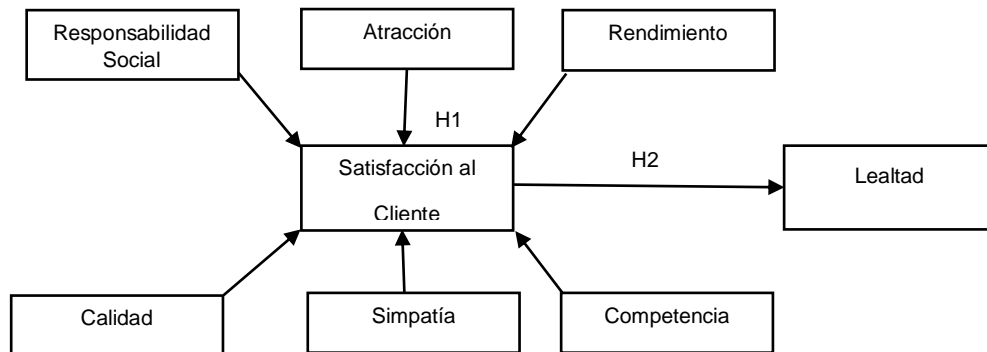 Responsabilidad
Social
Atracción
Rendimiento
H1
Satisfacción al
Cliente
H2
Lealtad
Calidad
Simpatía
Competencia